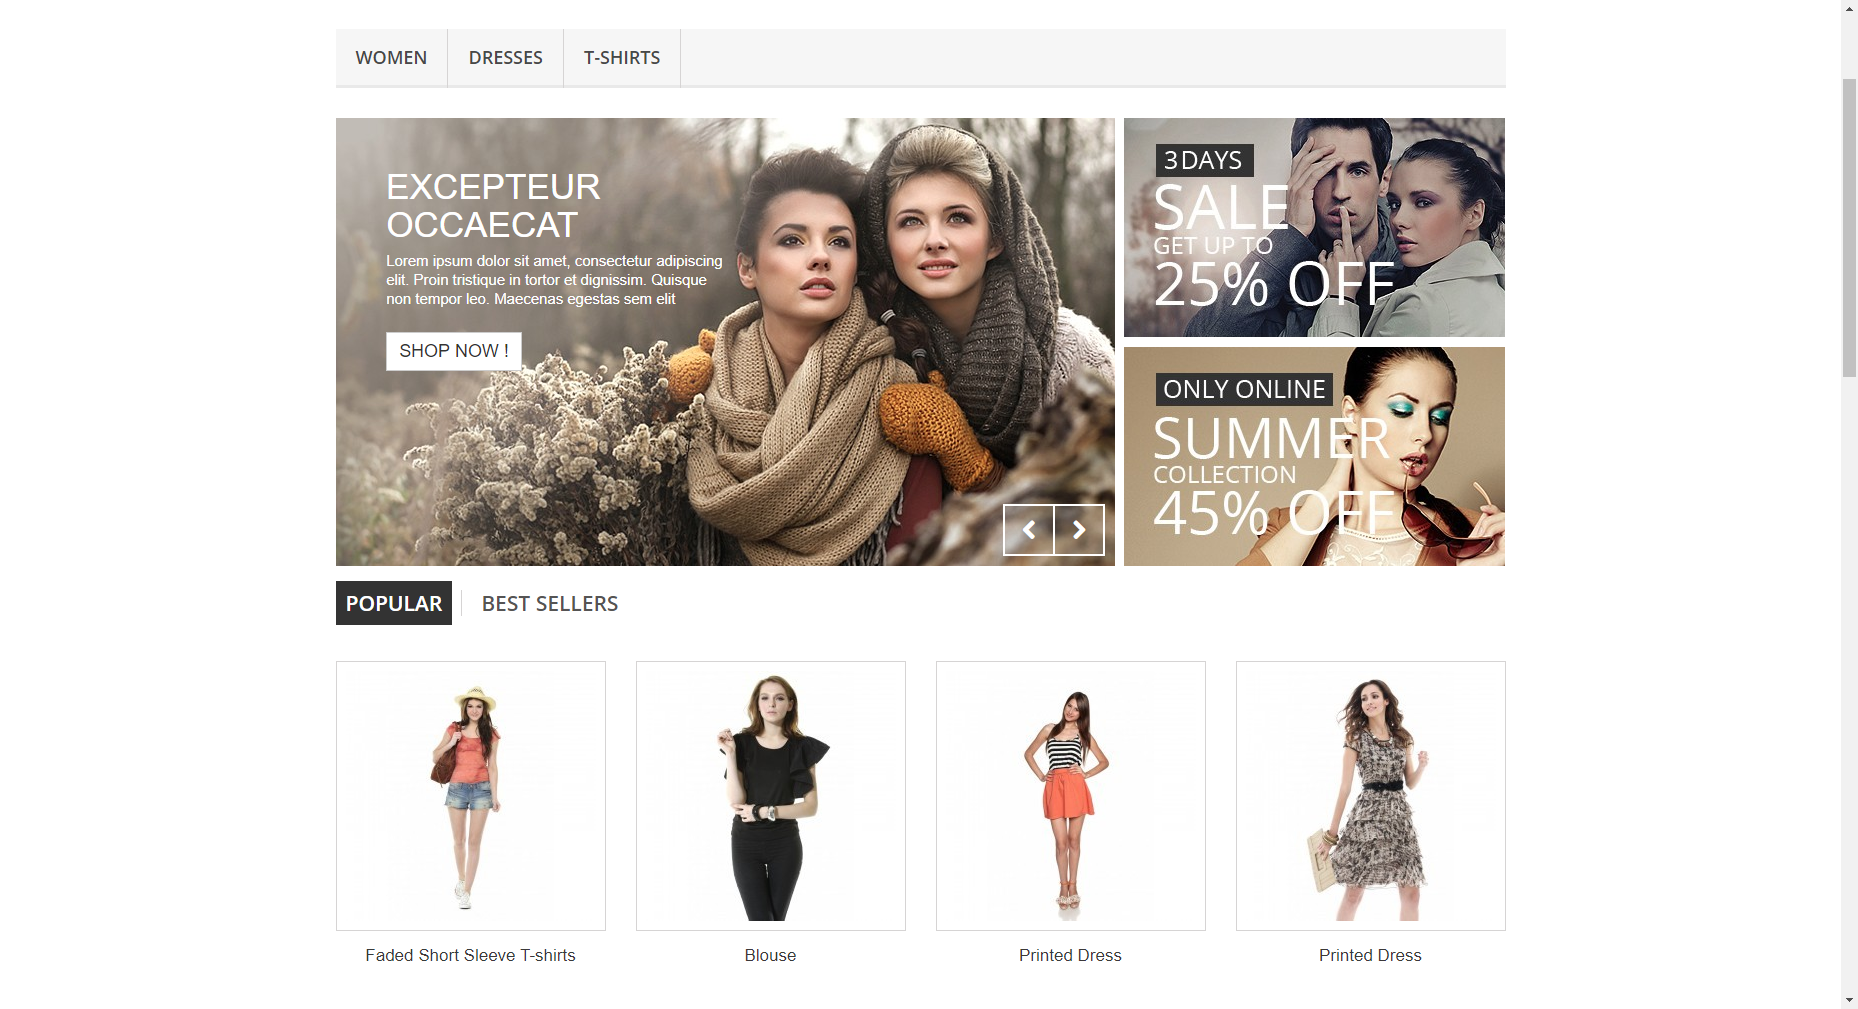 WOMEN
DRESSES
T-SHIRTS
EXCEPTEUR
OCCAECAT
Lorem ipsum dolor sit amet, consectetur adipiscing
elit. Proin tristique in tortor et dignissim. Quisque
non tempor leo. Maecenas egestas sem elit
SHOP NOW !
3 DAYS
SALE
GET UP TO
25% OFF
ONLY ONLINE
SUMMER
COLLECTION
45% OFF
POPULAR
BEST SELLERS
Faded Short Sleeve T-shirts
Blouse
Printed Dress
Printed Dress